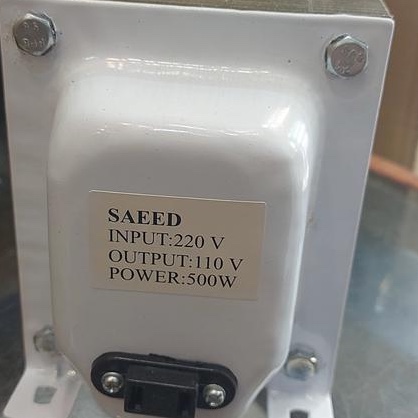 SAEED
INPUT:220 V
OUTPUT:110 V
POWER:500W